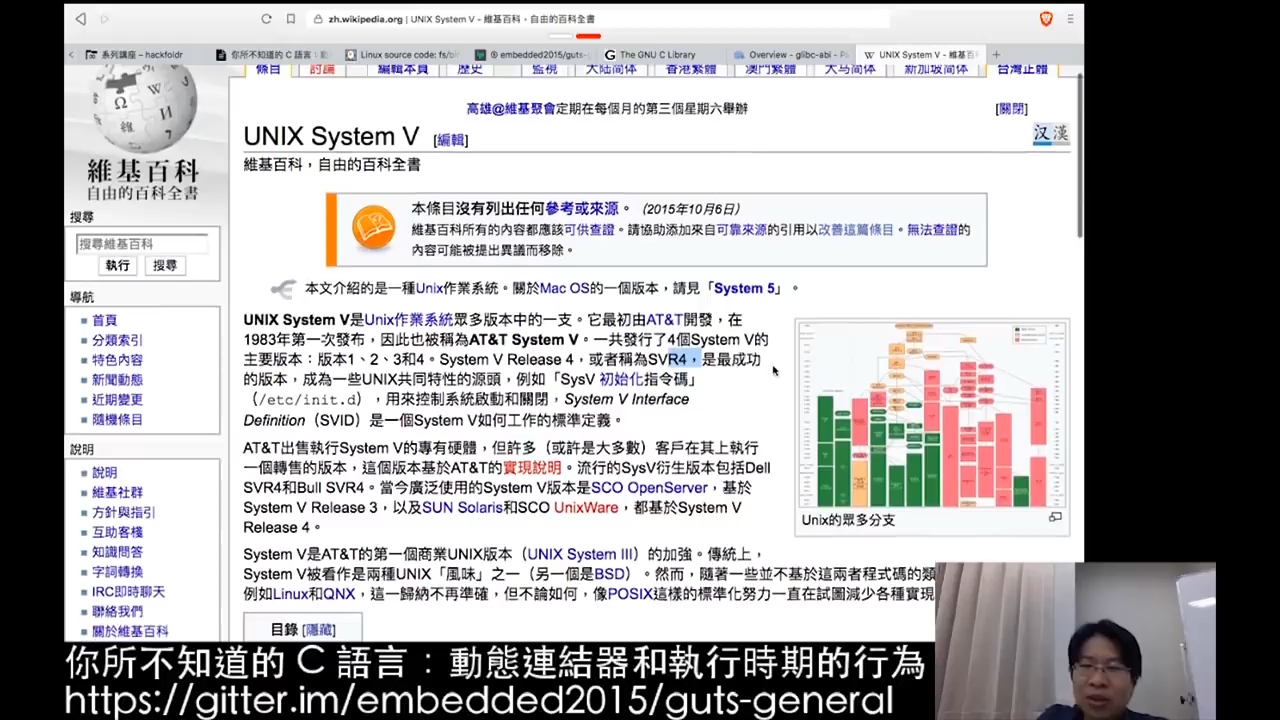 zh.wikipedia.org | UNIX System V - 維基百科，自由的百科全書
系列講座 – hackfoldr
你所不知道的 C 語言：動
Linux source code: fs/bin
embedded2015/guts-
The GNU C Library
Overview - glibc-abi - P
UNIX System V - 維基百
條目 討論 編輯本頁 歷史 監視 大陆简体 香港繁體 澳門繁體 大马简体 新加坡简体 台灣正體
高雄@維基聚會定期在每個月的第三個星期六舉辦
[關閉]
UNIX System V [編輯]
汉 漢
維基百科，自由的百科全書
本條目沒有列出任何參考或來源。 (2015年10月6日)
維基百科所有的內容都應該可供查證。請協助添加來自可靠來源的引用以改善這篇條目。無法查證的
內容可能被提出異議而移除。
本文介紹的是一種Unix作業系統。關於Mac OS的一個版本，請見「System 5」。
UNIX System V是Unix作業系統眾多版本中的一支。它最初由AT&T開發，在
1983年第一次發布，因此也被稱為AT&T System V。一共發行了4個System V的
主要版本：版本1、2、3和4。System V Release 4，或者稱為SVR4，是最成功
的版本，成為一些UNIX共同特性的源頭，例如「SysV 初始化指令碼」
（/etc/init.d），用來控制系統啟動和關閉，System V Interface
Definition（SVID）是一個System V如何工作的標準定義。
AT&T出售執行System V的專有硬體，但許多（或許是大多數）客戶在其上執行
一個轉售的版本，這個版本基於AT&T的實現說明。流行的SysV衍生版本包括Dell
SVR4和Bull SVR4。當今廣泛使用的System V版本是SCO OpenServer，基於
System V Release 3，以及SUN Solaris和SCO UnixWare，都基於System V
Release 4。
System V是AT&T的第一個商業UNIX版本（UNIX System III）的加強。傳統上，
System V被看作是兩種UNIX「風味」之一（另一個是BSD）。然而，隨著一些並不基於這兩者程式碼的類
例如Linux和QNX，這一歸納不再準確，但不論如何，像POSIX這樣的標準化努力一直在試圖減少各種實現
目錄 [隱藏]
Unix的眾多分支
維基百科
自由的百科全書
搜尋
搜尋維基百科
執行 搜尋
導航
首頁
分類索引
特色內容
新聞動態
近期變更
隨機條目
說明
說明
維基社群
方針與指引
互助客棧
知識問答
字詞轉換
IRC即時聊天
聯絡我們
關於維基百科
你所不知道的 C 語言：動態連結器和執行時期的行為
https://gitter.im/embedded2015/guts-general